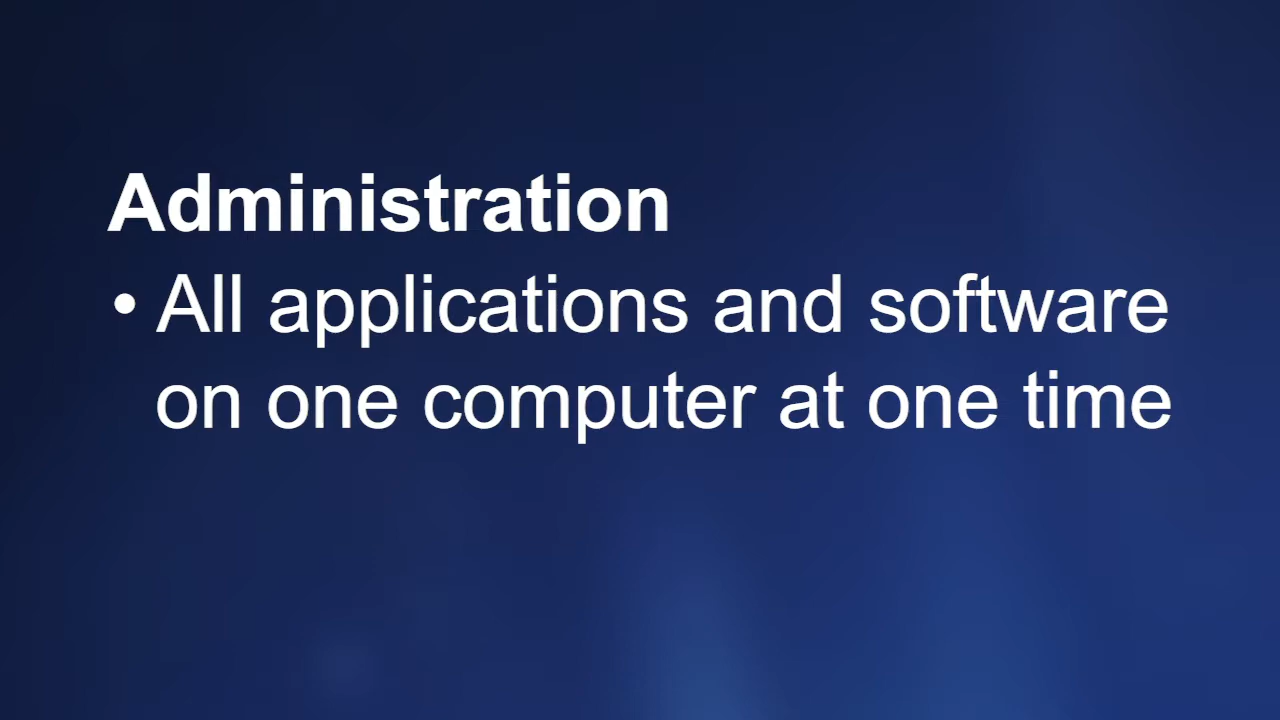 Administration
• All applications and software
on one computer at one time